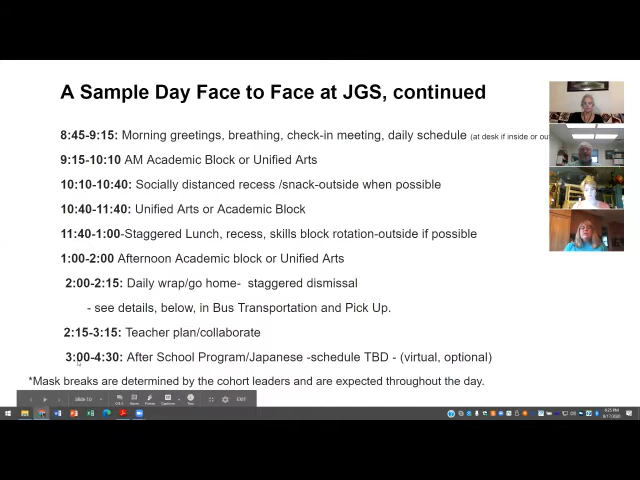 A Sample Day Face to Face at JGS, continued
8:45-9:15: Morning greetings, breathing, check-in meeting, daily schedule (at desk if inside or
9:15-10:10 AM Academic Block or Unified Arts
10:10-10:40: Socially distanced recess /snack-outside when possible
10:40-11:40: Unified Arts or Academic Block
11:40-1:00-Staggered Lunch, recess, skills block rotation-outside if possible
1:00-2:00 Afternoon Academic block or Unified Arts
2:00-2:15: Daily wrap/go home- staggered dismissal
- see details, below, in Bus Transportation and Pick Up.
2:15-3:15: Teacher plan/collaborate
3:00-4:30: After School Program/Japanese -schedule TBD - (virtual, optional)
*Mask breaks are determined by the cohort leaders and are expected throughout the day.
Slide 10
EXIT